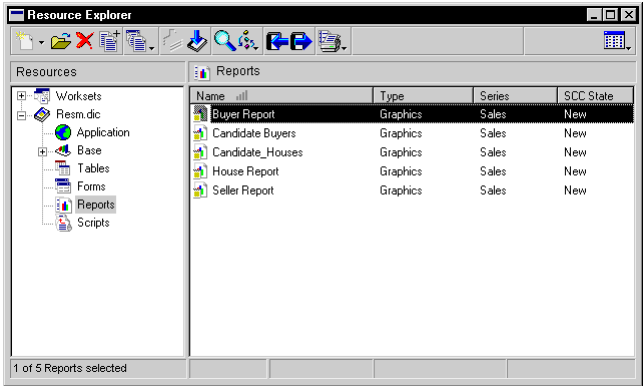 Resource Explorer
Resources
Reports
Worksets
Resm.dic
Application
Base
Tables
Forms
Reports
Scripts
Name Type Series SCC State
Buyer Report Graphics Sales New
Candidate Buyers Graphics Sales New
Candidate_Houses Graphics Sales New
House Report Graphics Sales New
Seller Report Graphics Sales New
1 of 5 Reports selected